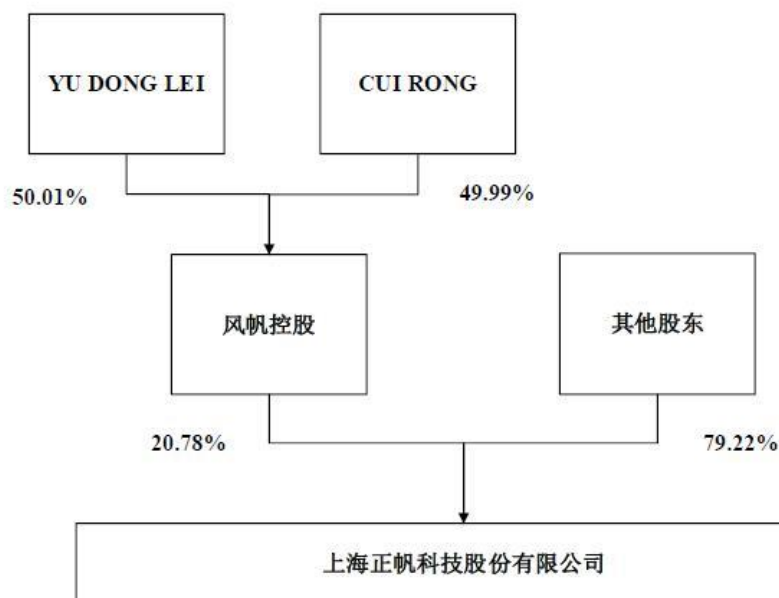 YU DONG LEI
CUI RONG
50.01%
49.99%
风帆控股
其他股东
20.78%
79.22%
上海正帆科技股份有限公司